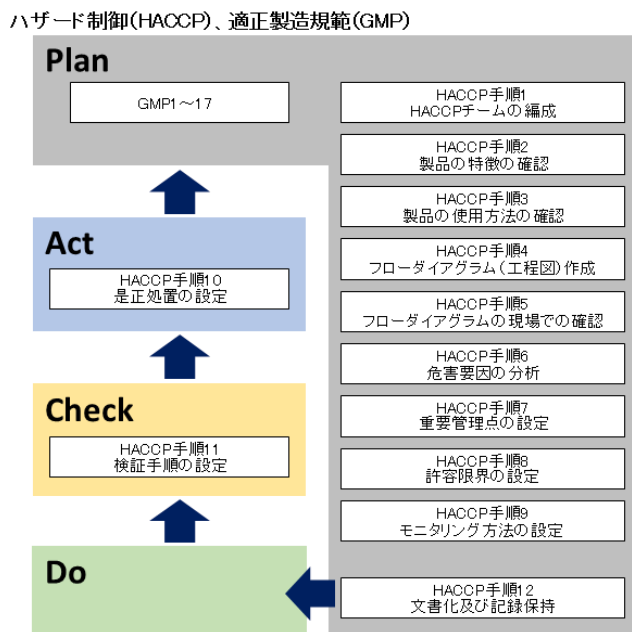 ハザード制御(HACCP)、適正製造規範(GMP)
Plan
GMP1～17
HACCP手順1
HACCPチームの編成
HACCP手順2
製品の特徴の確認
HACCP手順3
製品の使用方法の確認
HACCP手順4
フローダイアグラム(工程図)作成
HACCP手順5
フローダイアグラムの現場での確認
HACCP手順6
危害要因の分析
HACCP手順7
重要管理点の設定
HACCP手順8
許容限界の設定
HACCP手順9
モニタリング方法の設定
HACCP手順12
文書化及び記録保持
Act
HACCP手順10
是正処置の設定
Check
HACCP手順11
検証手順の設定
Do